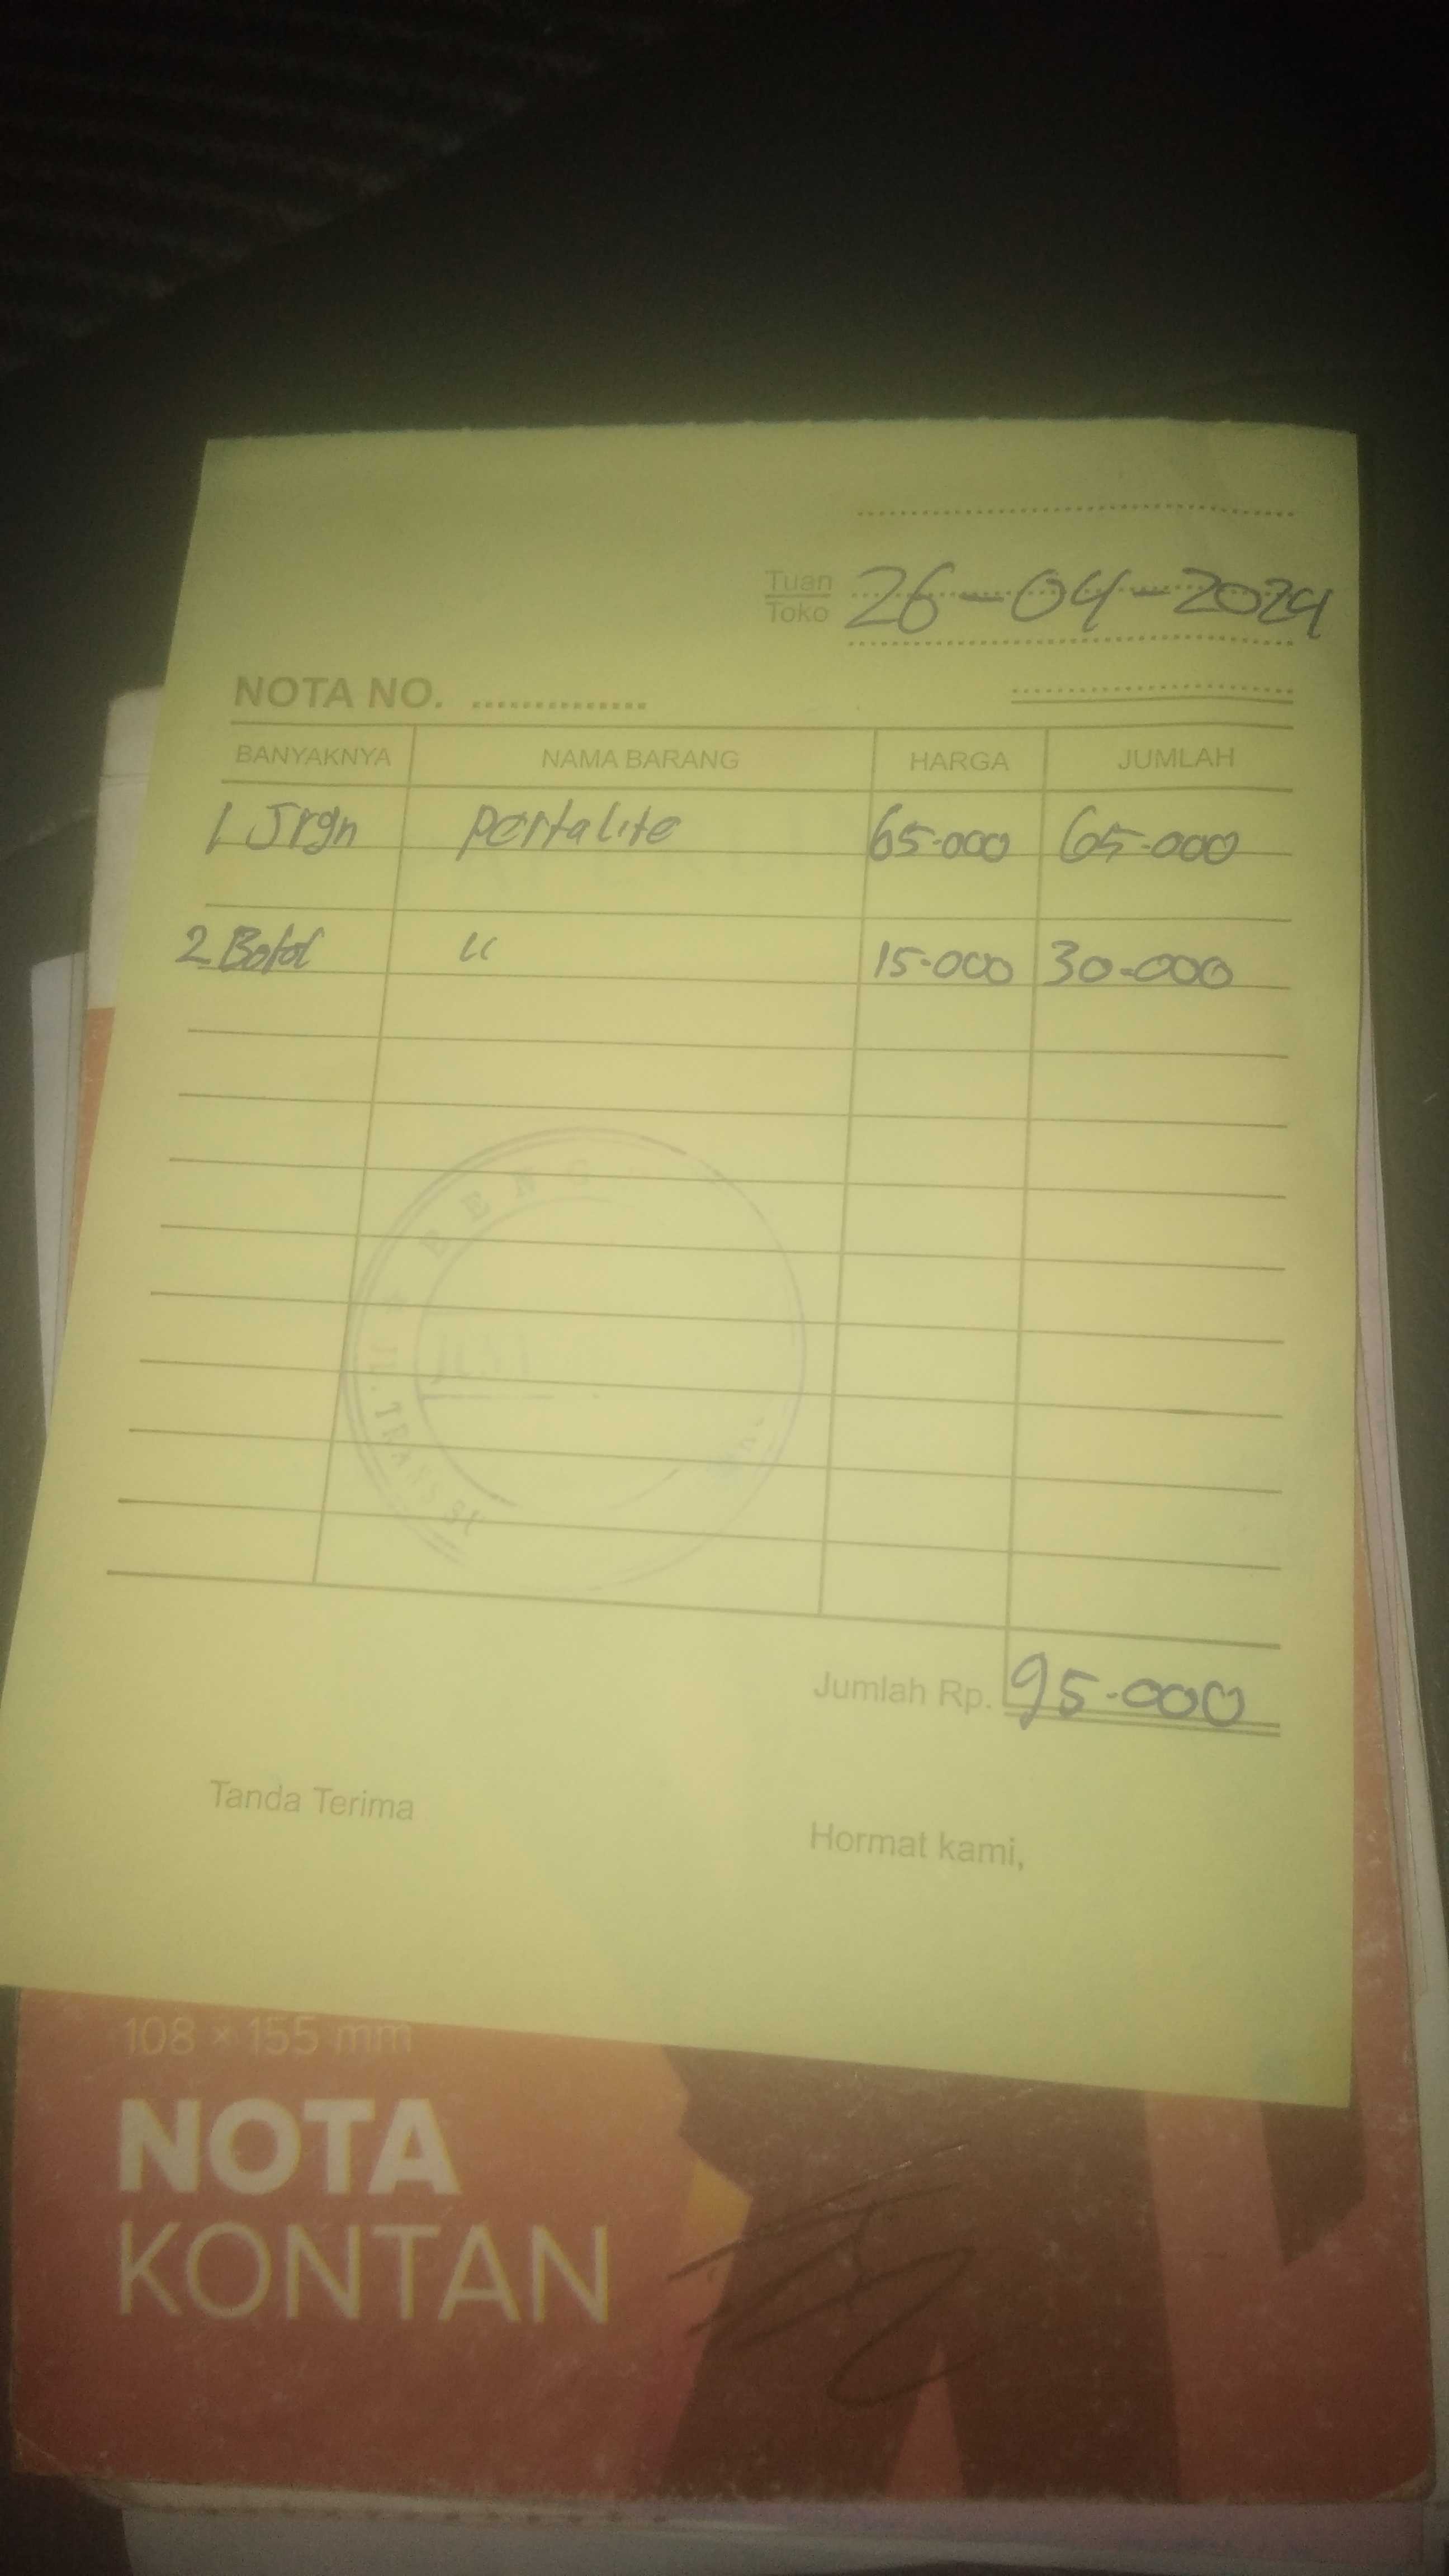 Tuan
Toko 26-04-2024
NOTA NO. ..............
BANYAKNYA NAMA BARANG HARGA JUMLAH
1 Jrgn pertalite 65.000 65.000
2 Botol " 15.000 30.000
Jumlah Rp. 95.000
Tanda Terima
Hormat kami,
108 x 155 mm
NOTA
KONTAN